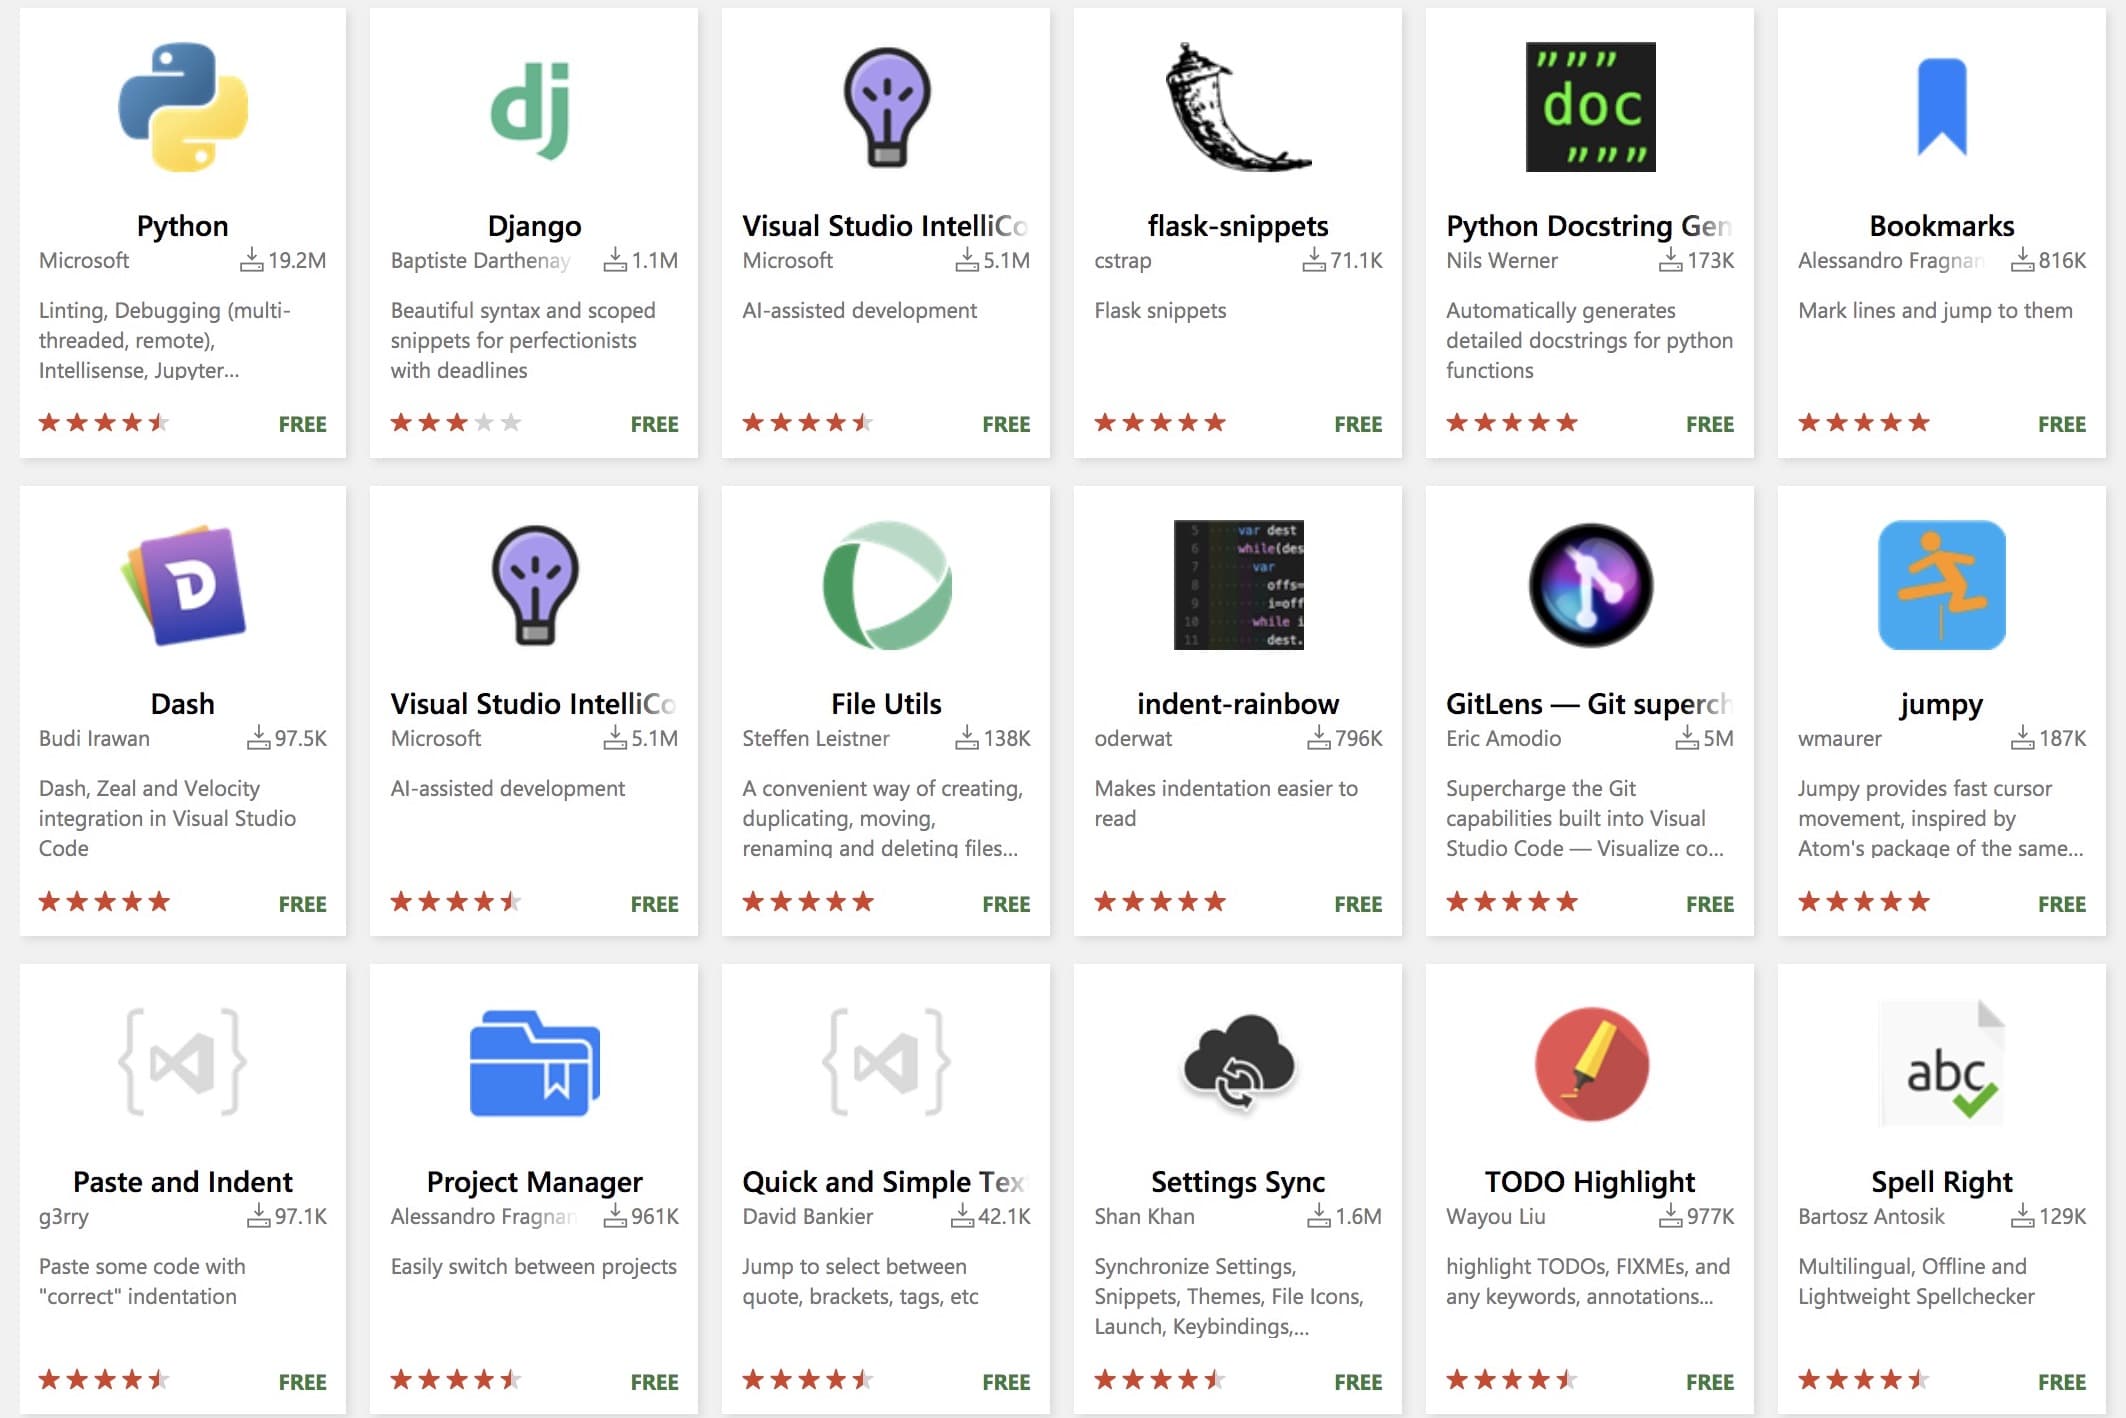 dj
””” 
doc
”””
Python
Microsoft 19.2M
Linting, Debugging (multi-
threaded, remote),
Intellisense, Jupyter...
FREE
Django
Baptiste Darthenay 1.1M
Beautiful syntax and scoped
snippets for perfectionists
with deadlines
FREE
Visual Studio IntelliCo
Microsoft 5.1M
AI-assisted development
FREE
flask-snippets
cstrap 71.1K
Flask snippets
FREE
Python Docstring Gen
Nils Werner 173K
Automatically generates
detailed docstrings for python
functions
FREE
Bookmarks
Alessandro Fragnan 816K
Mark lines and jump to them
FREE
D
Dash
Budi Irawan 97.5K
Dash, Zeal and Velocity
integration in Visual Studio
Code
FREE
Visual Studio IntelliCo
Microsoft 5.1M
AI-assisted development
FREE
File Utils
Steffen Leistner 138K
A convenient way of creating,
duplicating, moving,
renaming and deleting files...
FREE
5 var dest
6 while(des
7 var
8 offs=
9 i=off
10 while i
11 dest.
indent-rainbow
oderwat 796K
Makes indentation easier to
read
FREE
GitLens — Git superch
Eric Amodio 5M
Supercharge the Git
capabilities built into Visual
Studio Code — Visualize co...
FREE
jumpy
wmaurer 187K
Jumpy provides fast cursor
movement, inspired by
Atom's package of the same...
FREE
Paste and Indent
g3rry 97.1K
Paste some code with
"correct" indentation
FREE
Project Manager
Alessandro Fragnan 961K
Easily switch between projects
FREE
Quick and Simple Tex
David Bankier 42.1K
Jump to select between
quote, brackets, tags, etc
FREE
Settings Sync
Shan Khan 1.6M
Synchronize Settings,
Snippets, Themes, File Icons,
Launch, Keybindings,...
FREE
TODO Highlight
Wayou Liu 977K
highlight TODOs, FIXMEs, and
any keywords, annotations...
FREE
abc
Spell Right
Bartosz Antosik 129K
Multilingual, Offline and
Lightweight Spellchecker
FREE